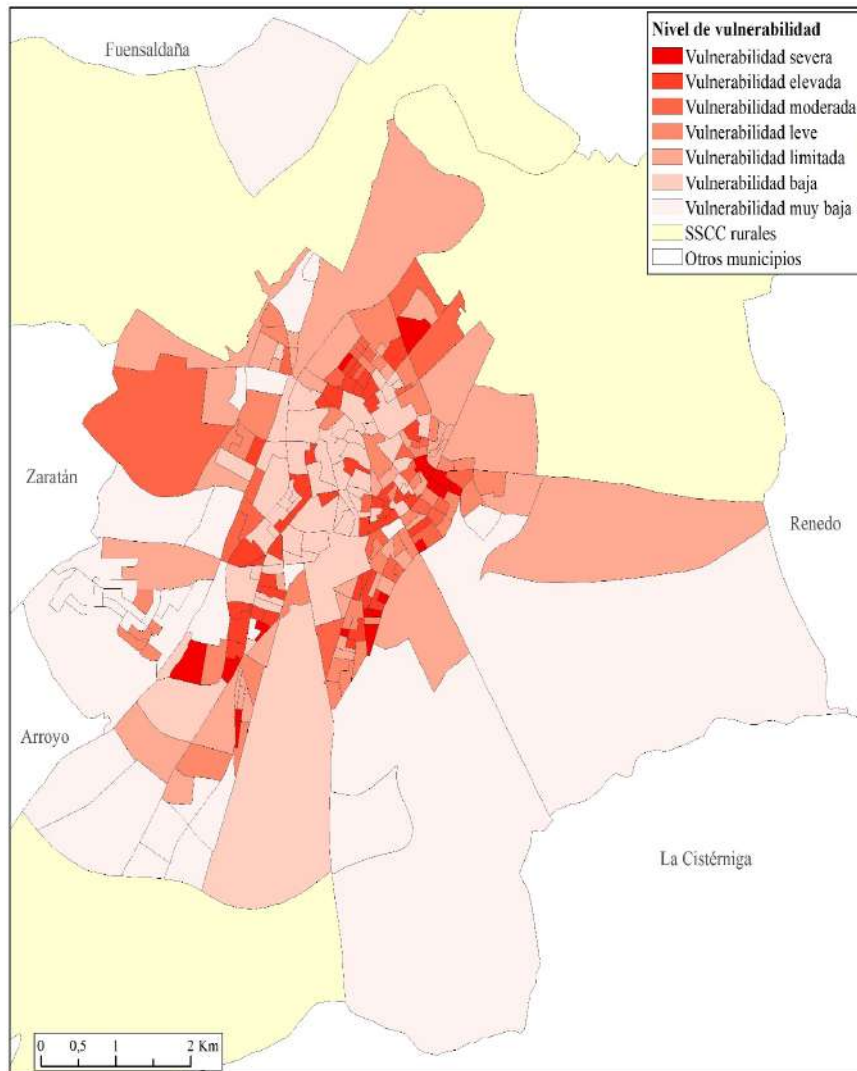 Fuensaldaña
Nivel de vulnerabilidad
Vulnerabilidad severa
Vulnerabilidad elevada
Vulnerabilidad moderada
Vulnerabilidad leve
Vulnerabilidad limitada
Vulnerabilidad baja
Vulnerabilidad muy baja
SSCC rurales
Otros municipios
Zaratán
Renedo
Arroyo
La Cistérniga
0 0,5 1 2 Km